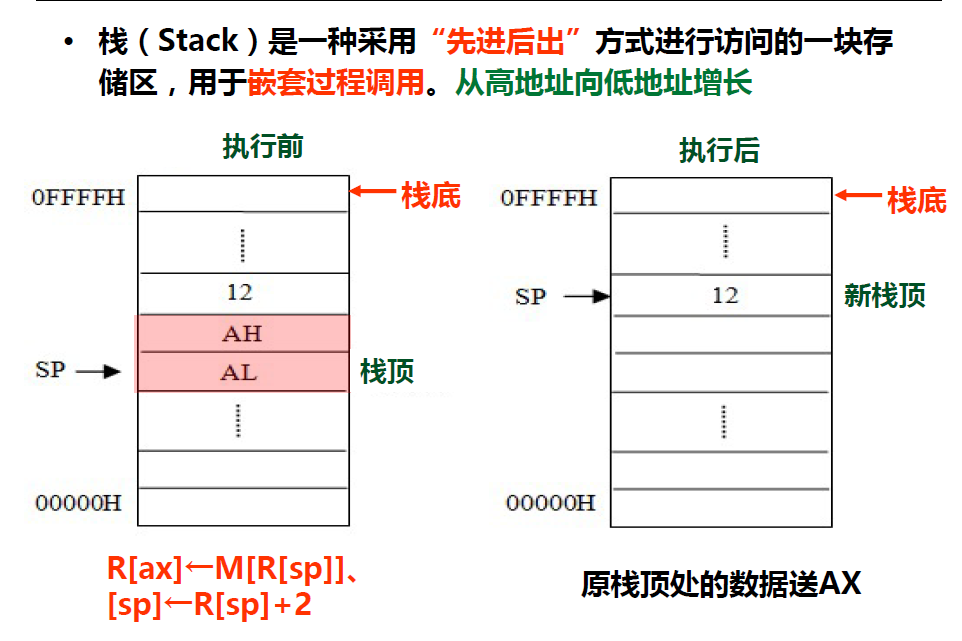 • 栈（Stack）是一种采用“先进后出”方式进行访问的一块存
储区，用于嵌套过程调用。从高地址向低地址增长
执行前
0FFFFH
栈底
12
AH
SP
AL
栈顶
00000H
R[ax]←M[R[sp]]、
[sp]←R[sp]+2
执行后
0FFFFH
栈底
SP
12
新栈顶
00000H
原栈顶处的数据送AX